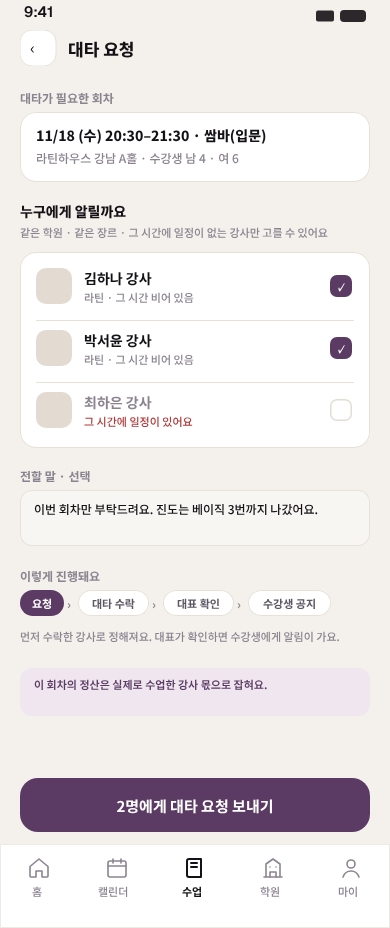 9:41
‹
대타 요청
대타가 필요한 회차
11/18 (수) 20:30–21:30 · 쌈바(입문)
라틴하우스 강남 A홀 · 수강생 남 4 · 여 6
누구에게 알릴까요
같은 학원 · 같은 장르 · 그 시간에 일정이 없는 강사만 고를 수 있어요
김하나 강사
라틴 · 그 시간 비어 있음
✓
박서윤 강사
라틴 · 그 시간 비어 있음
✓
최하은 강사
그 시간에 일정이 있어요
전할 말 · 선택
이번 회차만 부탁드려요. 진도는 베이직 3번까지 나갔어요.
이렇게 진행돼요
요청 › 대타 수락 › 대표 확인 › 수강생 공지
먼저 수락한 강사로 정해져요. 대표가 확인하면 수강생에게 알림이 가요.
이 회차의 정산은 실제로 수업한 강사 몫으로 잡혀요.
2명에게 대타 요청 보내기
홈 캘린더 수업 학원 마이